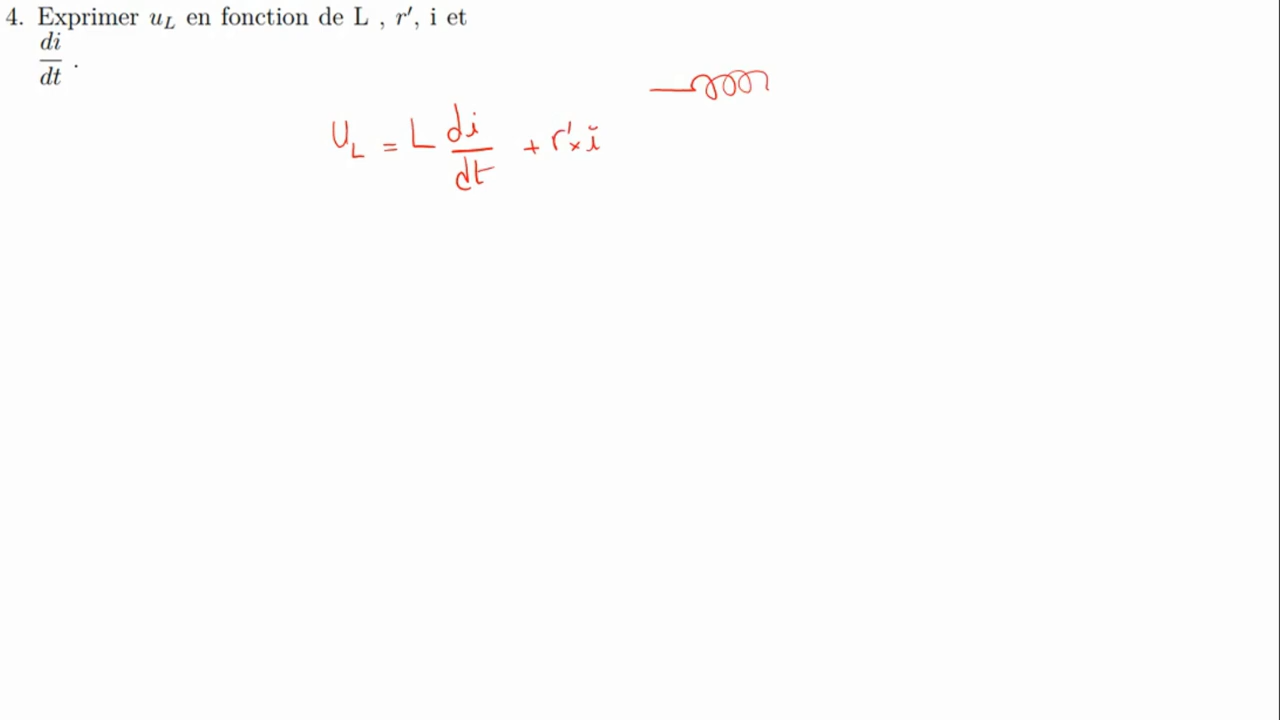 4. Exprimer u_L en fonction de L , r′, i et
di/dt .
U_L = L di/dt + r′× i